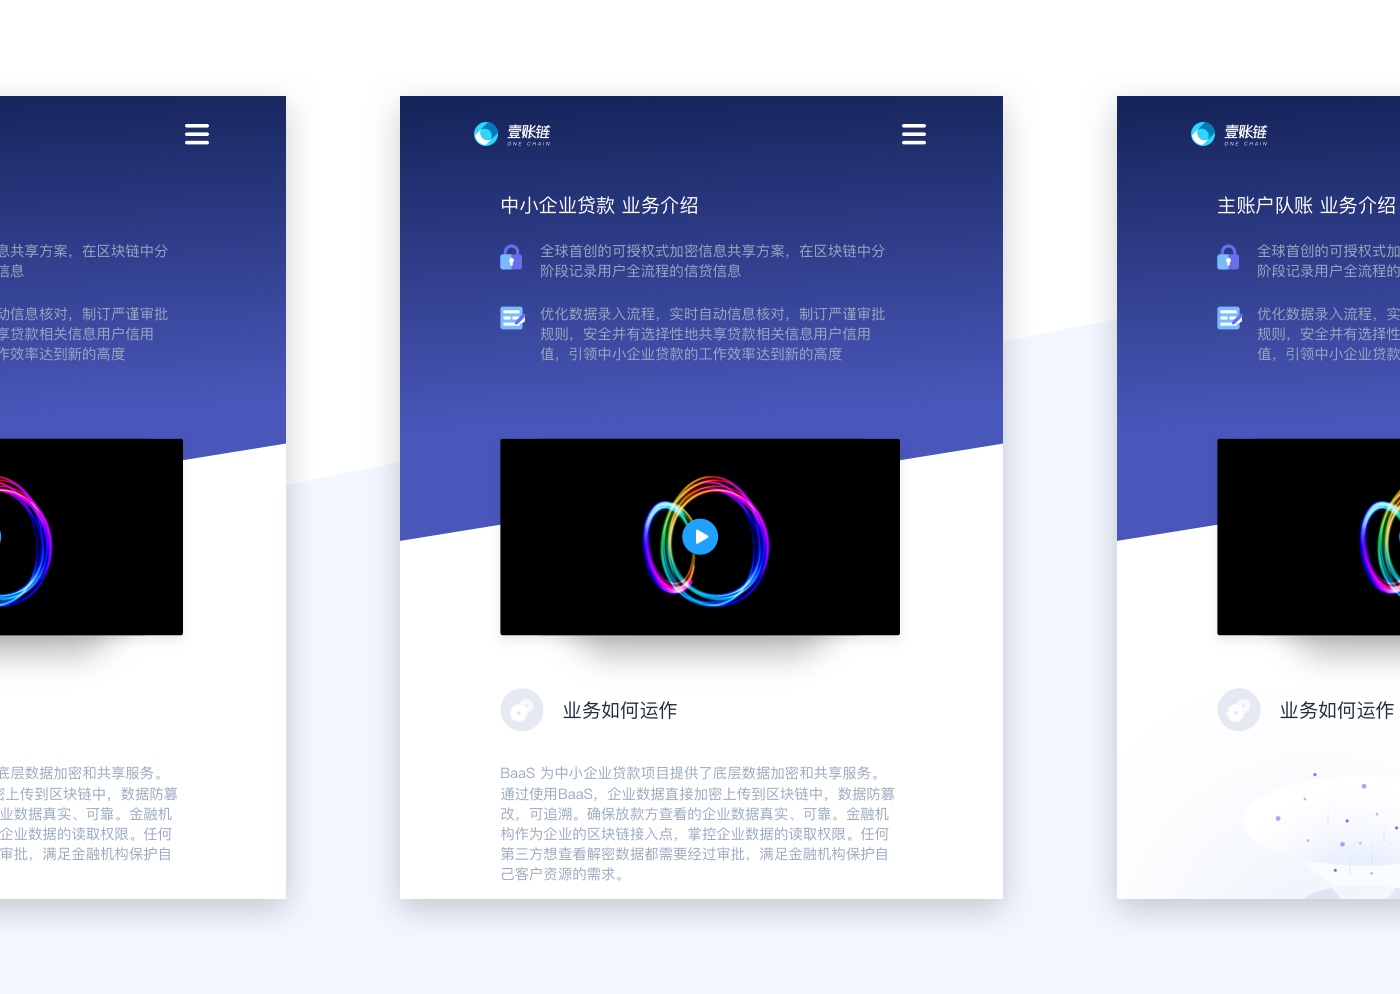 息共享方案，在区块链中分
信息
动信息核对，制订严谨审批
享贷款相关信息用户信用
作效率达到新的高度
底层数据加密和共享服务。
密上传到区块链中，数据防篡
业数据真实、可靠。金融机
企业数据的读取权限。任何
审批，满足金融机构保护自
壹账链
ONE CHAIN
中小企业贷款 业务介绍
全球首创的可授权式加密信息共享方案，在区块链中分
阶段记录用户全流程的信贷信息
优化数据录入流程，实时自动信息核对，制订严谨审批
规则，安全并有选择性地共享贷款相关信息用户信用
值，引领中小企业贷款的工作效率达到新的高度
业务如何运作
BaaS 为中小企业贷款项目提供了底层数据加密和共享服务。
通过使用BaaS，企业数据直接加密上传到区块链中，数据防篡
改，可追溯。确保放款方查看的企业数据真实、可靠。金融机
构作为企业的区块链接入点，掌控企业数据的读取权限。任何
第三方想查看解密数据都需要经过审批，满足金融机构保护自
己客户资源的需求。
壹账链
ONE CHAIN
主账户队账 业务介绍
全球首创的可授权式加
阶段记录用户全流程的
优化数据录入流程，实
规则，安全并有选择性
值，引领中小企业贷款
业务如何运作